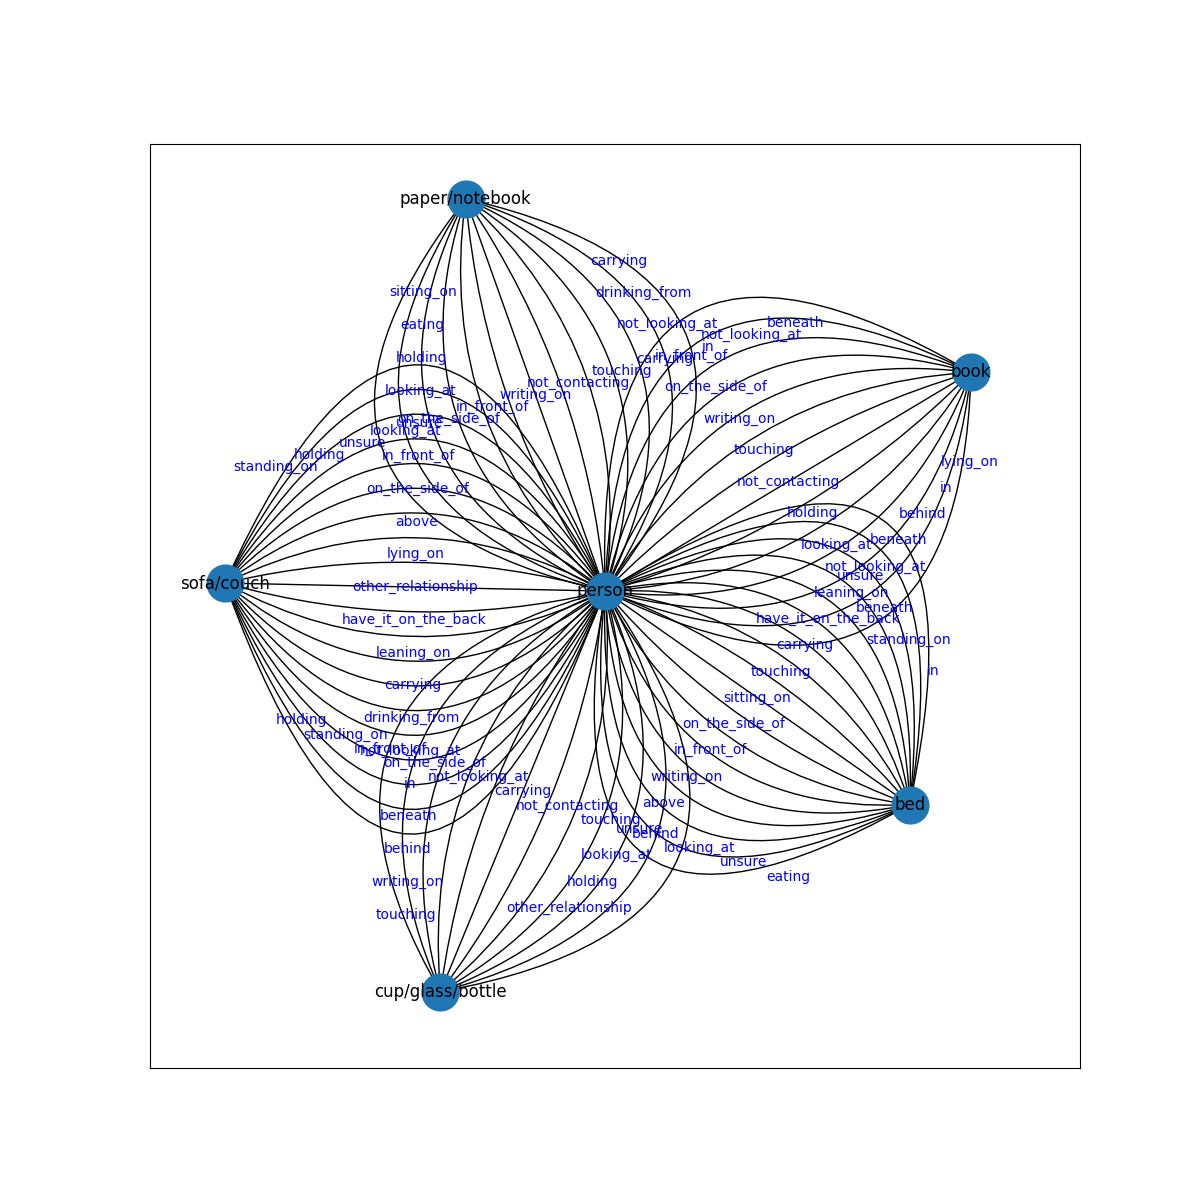 paper/notebook
carrying
sitting_on
drinking_from
eating
not_looking_at
beneath
not_looking_at
in
holding
carrying
in_front_of
touching
book
not_contacting
looking_at
on_the_side_of
writing_on
in_front_of
on_the_side_of
unsure
writing_on
looking_at
unsure
touching
holding
in_front_of
standing_on
lying_on
not_contacting
on_the_side_of
in
holding
behind
above
beneath
looking_at
lying_on
not_looking_at
unsure
sofa/couch
other_relationship
person
leaning_on
beneath
have_it_on_the_back
have_it_on_the_back
standing_on
carrying
leaning_on
touching
in
carrying
sitting_on
drinking_from
holding
on_the_side_of
standing_on
in_front_of
not_looking_at
in_front_of
on_the_side_of
not_looking_at
writing_on
in
carrying
not_contacting
above
bed
beneath
touching
unsure
behind
behind
looking_at
looking_at
unsure
writing_on
holding
eating
touching
other_relationship
cup/glass/bottle